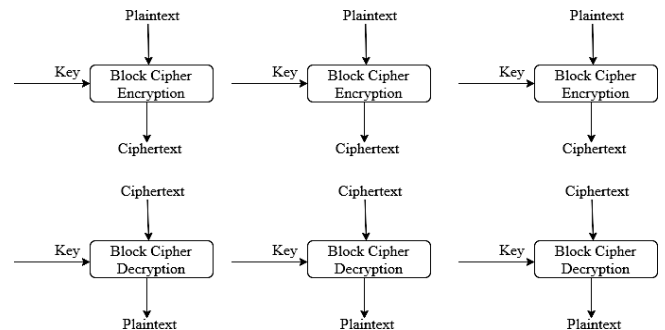 Plaintext Plaintext Plaintext
Key Block Cipher Encryption Key Block Cipher Encryption Key Block Cipher Encryption
Ciphertext Ciphertext Ciphertext
Ciphertext Ciphertext Ciphertext
Key Block Cipher Decryption Key Block Cipher Decryption Key Block Cipher Decryption
Plaintext Plaintext Plaintext